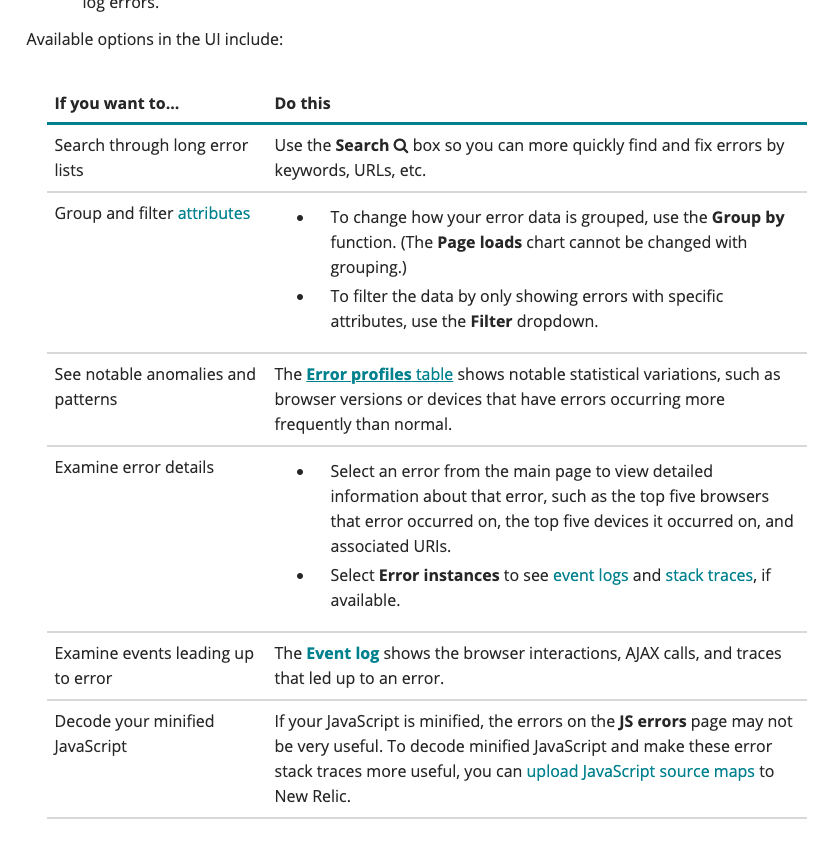 log errors.
Available options in the UI include:
If you want to... Do this
Search through long error
lists
Use the Search box so you can more quickly find and fix errors by
keywords, URLs, etc.
Group and filter attributes
• To change how your error data is grouped, use the Group by
function. (The Page loads chart cannot be changed with
grouping.)
• To filter the data by only showing errors with specific
attributes, use the Filter dropdown.
See notable anomalies and
patterns
The Error profiles table shows notable statistical variations, such as
browser versions or devices that have errors occurring more
frequently than normal.
Examine error details
• Select an error from the main page to view detailed
information about that error, such as the top five browsers
that error occurred on, the top five devices it occurred on, and
associated URIs.
• Select Error instances to see event logs and stack traces, if
available.
Examine events leading up
to error
The Event log shows the browser interactions, AJAX calls, and traces
that led up to an error.
Decode your minified
JavaScript
If your JavaScript is minified, the errors on the JS errors page may not
be very useful. To decode minified JavaScript and make these error
stack traces more useful, you can upload JavaScript source maps to
New Relic.